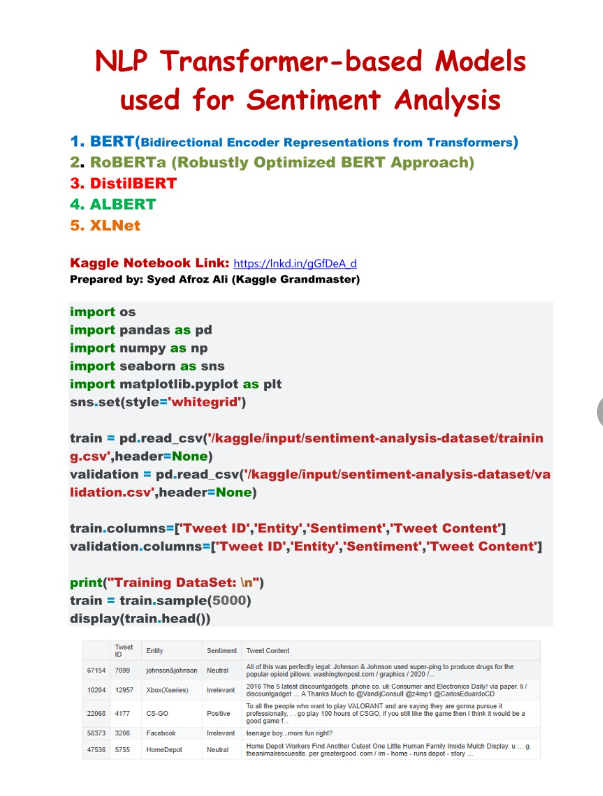 NLP Transformer-based Models
used for Sentiment Analysis
1. BERT(Bidirectional Encoder Representations from Transformers)
2. RoBERTa (Robustly Optimized BERT Approach)
3. DistilBERT
4. ALBERT
5. XLNet
Kaggle Notebook Link: https://lnkd.in/gGfDeA_d
Prepared by: Syed Afroz Ali (Kaggle Grandmaster)
import os
import pandas as pd
import numpy as np
import seaborn as sns
import matplotlib.pyplot as plt
sns.set(style='whitegrid')
train = pd.read_csv('/kaggle/input/sentiment-analysis-dataset/trainin
g.csv',header=None)
validation = pd.read_csv('/kaggle/input/sentiment-analysis-dataset/va
lidation.csv',header=None)
train.columns=['Tweet ID','Entity','Sentiment','Tweet Content']
validation.columns=['Tweet ID','Entity','Sentiment','Tweet Content']
print("Training DataSet: \n")
train = train.sample(5000)
display(train.head())
Tweet ID Entity Sentiment Tweet Content
67154 7099 johnson&johnson Neutral All of this was perfectly legal: Johnson & Johnson used super-ping to produce drugs for the
popular opioid pillows. washingtonpost.com / graphics / 2020 /...
10204 12957 Xbox(Xseries) Irrelevant 2016 The 5 latest discountgadgets. phone co. uk Consumer and Electronics Daily! via paper. li /
discountgadget ... A Thanks Much to @VandjiConsult @z4mp1 @CarlosEduardoCD
22068 4177 CS-GO Positive To all the people who want to play VALORANT and are saying they are gonna pursue it
professionally, . . go play 100 hours of CSGO, if you still like the game then I think it would be a
good game f...
58373 3298 Facebook Irrelevant teenage boy...more fun right?
47536 5755 HomeDepot Neutral Home Depot Workers Find Another Cutest One Little Human Family Inside Mulch Display. u ... g.
theanimalrescuesite. per greatergood. com / im - home - runs depot - story ...